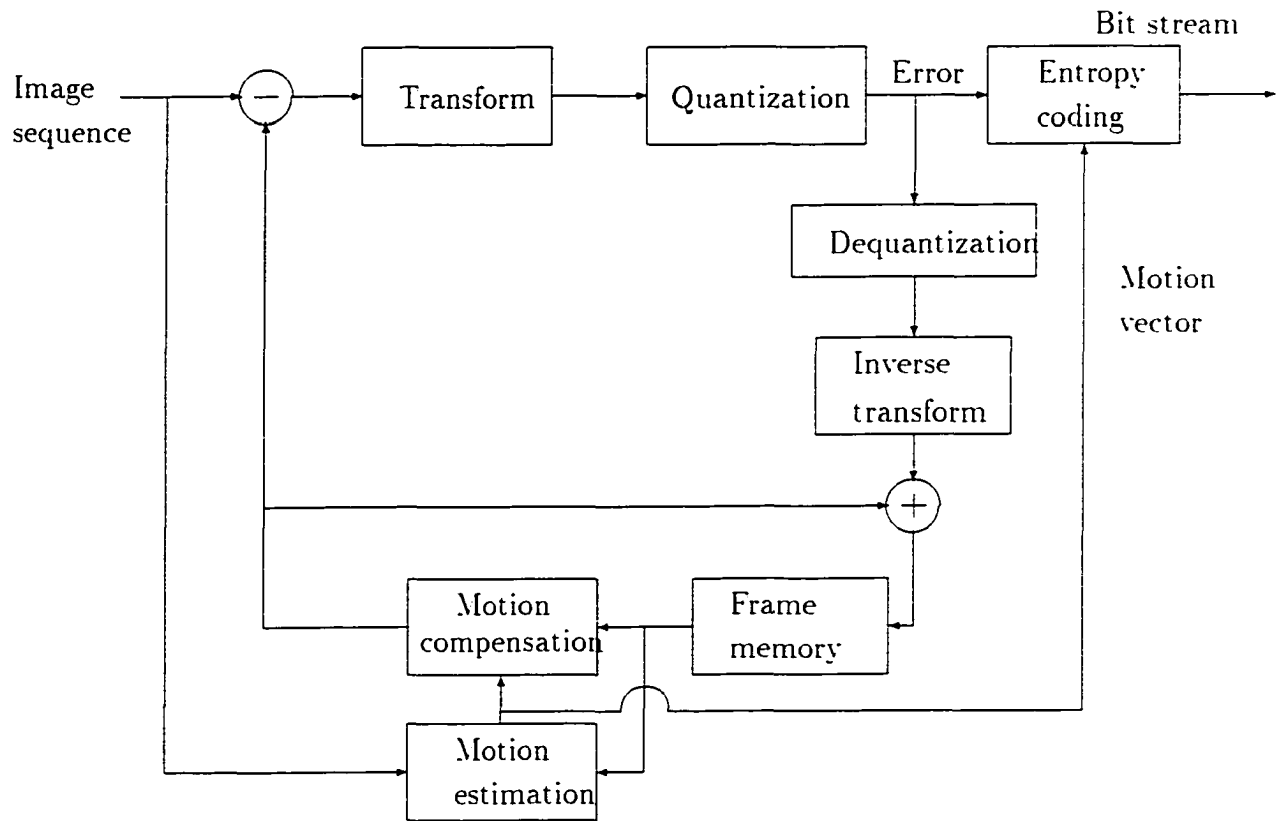 Bit stream
Image
sequence
−
Transform
Quantization
Error
Entropy
coding
Dequantization
Motion
vector
Inverse
transform
+
Motion
compensation
Frame
memory
Motion
estimation